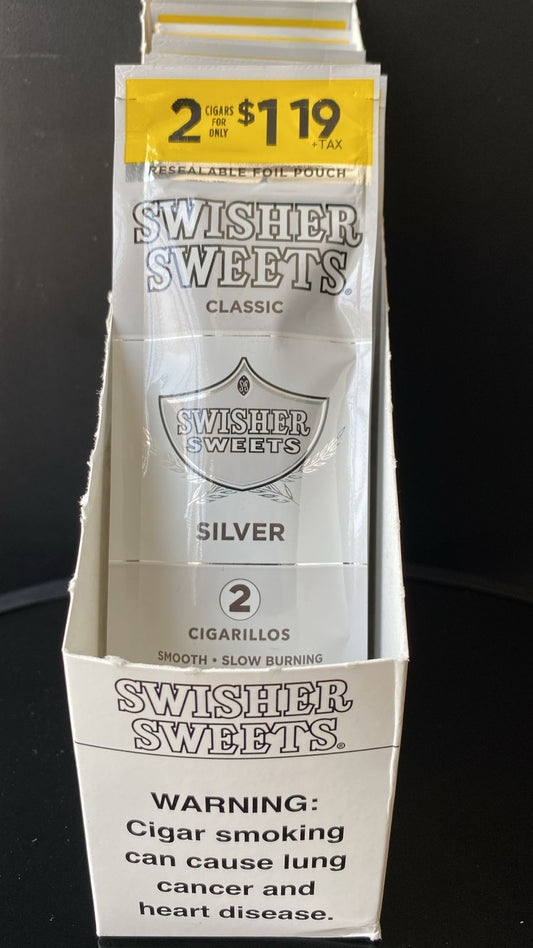 2 CIGARS FOR ONLY $1 19
+TAX
RESEALABLE FOIL POUCH
SWISHER
SWEETS®
CLASSIC
SS
SWISHER
SWEETS
SILVER
2
CIGARILLOS
SMOOTH • SLOW BURNING
SWISHER
SWEETS®
WARNING:
Cigar smoking
can cause lung
cancer and
heart disease.